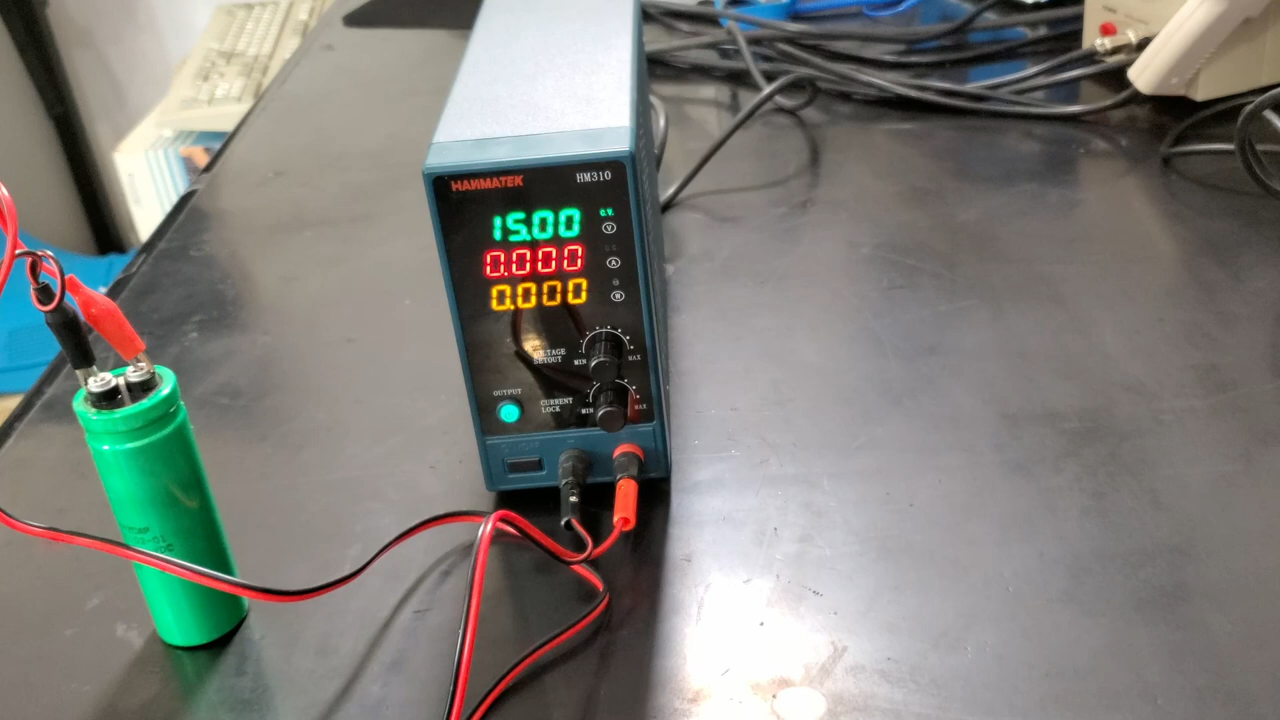 HANMATEK HM310
15.00 C.V.
V
0.000
A
0.000
W
VOLTAGE
SETOUT
MIN MAX
OUTPUT
CURRENT
LOCK
MIN MAX